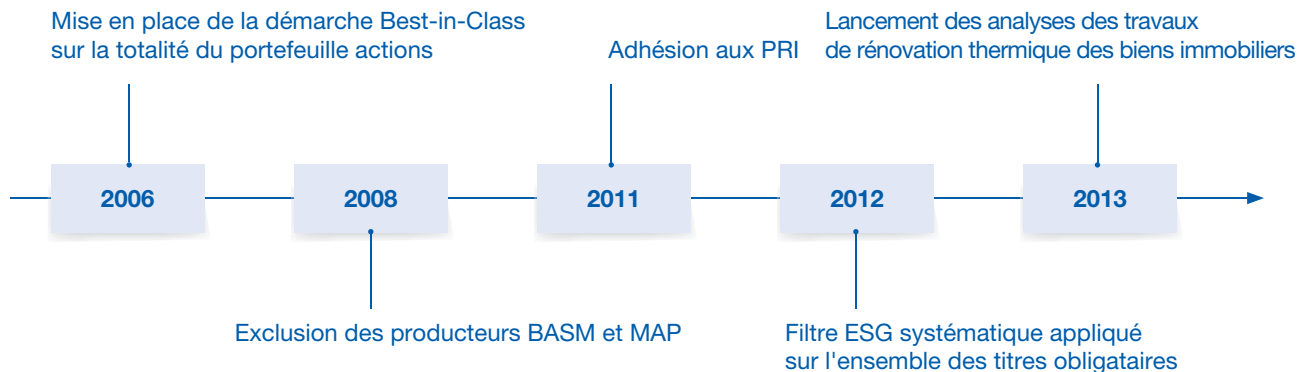 Mise en place de la démarche Best-in-Class
sur la totalité du portefeuille actions
Adhésion aux PRI
Lancement des analyses des travaux
de rénovation thermique des biens immobiliers
2006
2008
2011
2012
2013
Exclusion des producteurs BASM et MAP
Filtre ESG systématique appliqué
sur l'ensemble des titres obligataires